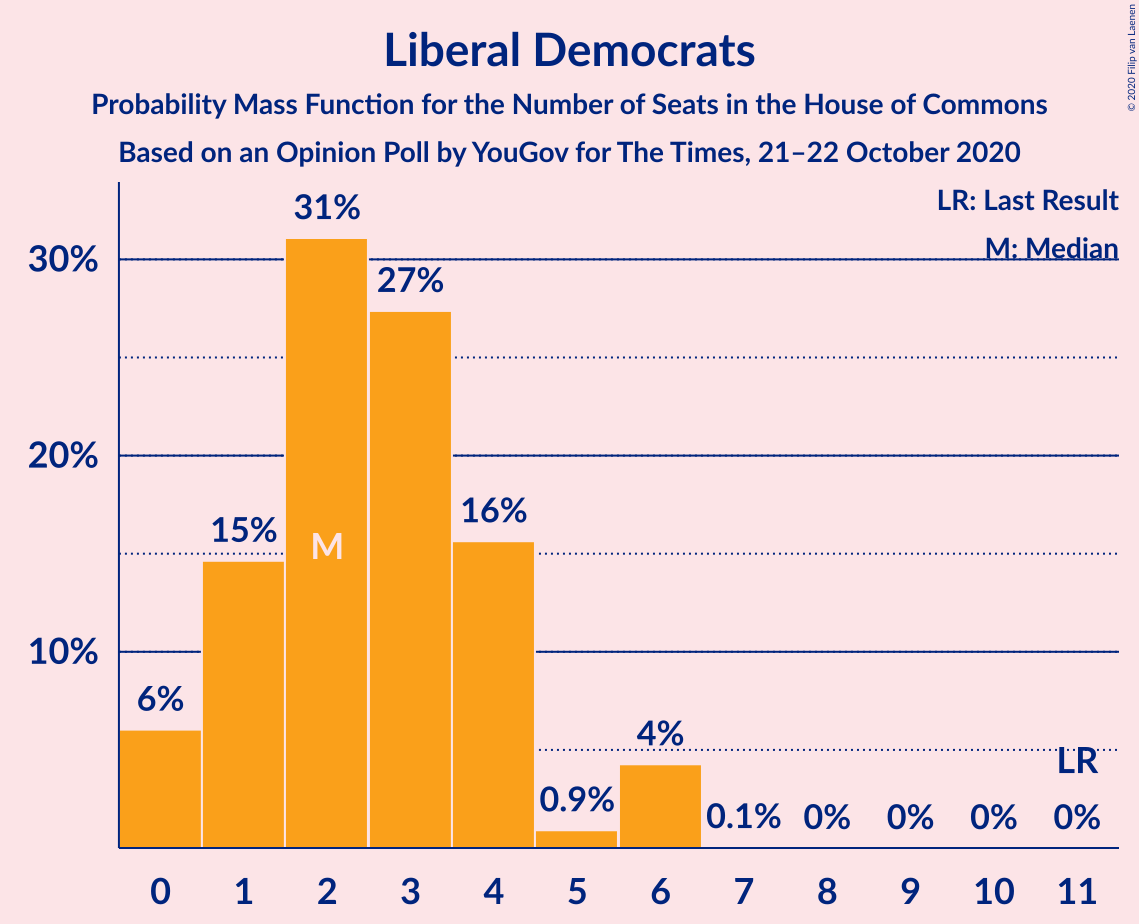 © 2020 Filip van Laenen
Liberal Democrats
Probability Mass Function for the Number of Seats in the House of Commons
Based on an Opinion Poll by YouGov for The Times, 21–22 October 2020
LR: Last Result
M: Median
31%
30%
27%
20%
16%
15%
M
10%
6%
4%
LR
0.9%
0.1%
0%
0%
0%
0%
0 1 2 3 4 5 6 7 8 9 10 11